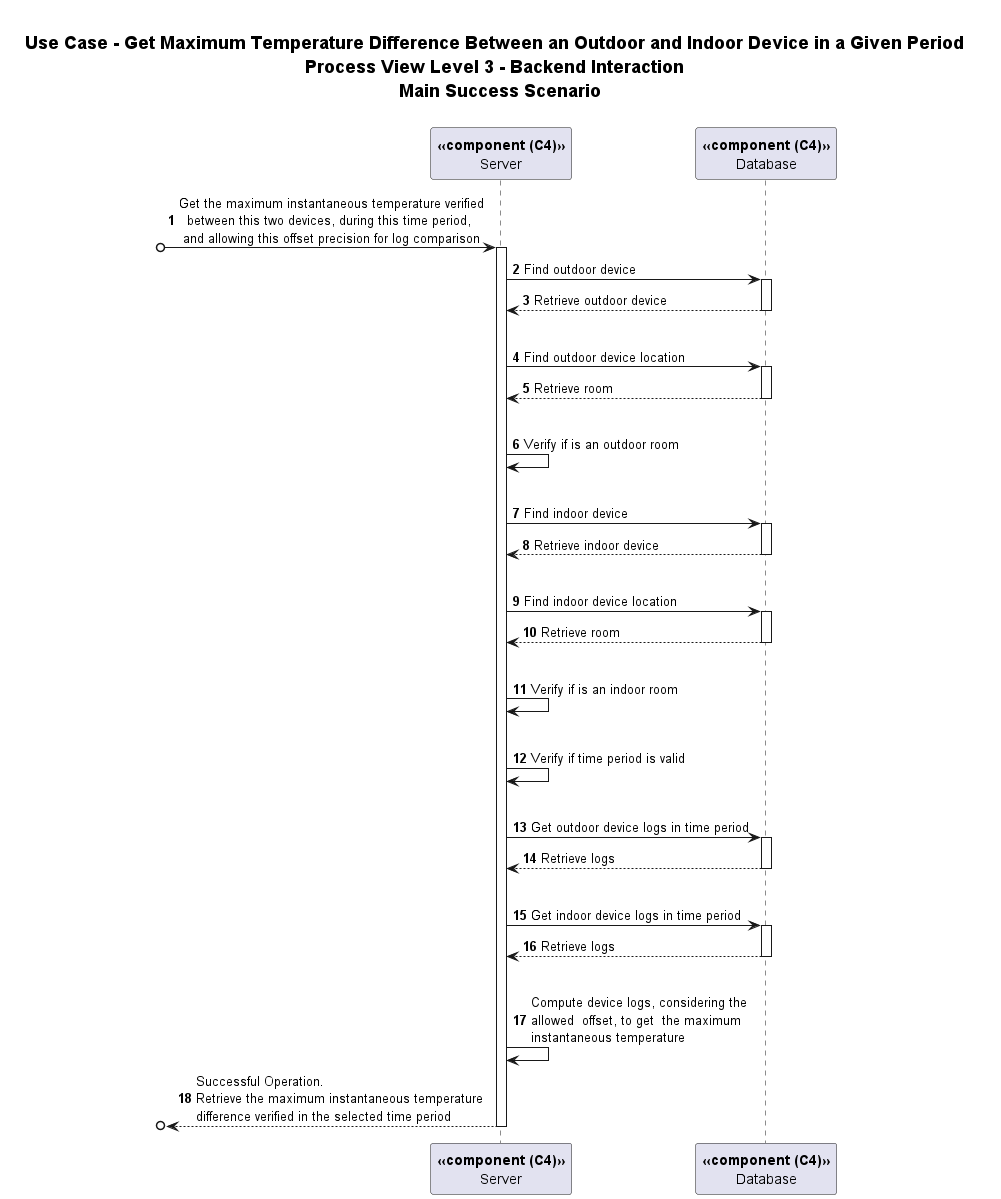 Use Case - Get Maximum Temperature Difference Between an Outdoor and Indoor Device in a Given Period
Process View Level 3 - Backend Interaction
Main Success Scenario
«component (C4)»
Server
«component (C4)»
Database
Get the maximum instantaneous temperature verified
1 between this two devices, during this time period,
and allowing this offset precision for log comparison
2 Find outdoor device
3 Retrieve outdoor device
4 Find outdoor device location
5 Retrieve room
6 Verify if is an outdoor room
7 Find indoor device
8 Retrieve indoor device
9 Find indoor device location
10 Retrieve room
11 Verify if is an indoor room
12 Verify if time period is valid
13 Get outdoor device logs in time period
14 Retrieve logs
15 Get indoor device logs in time period
16 Retrieve logs
Compute device logs, considering the
17 allowed offset, to get the maximum
instantaneous temperature
Successful Operation.
18 Retrieve the maximum instantaneous temperature
difference verified in the selected time period
«component (C4)»
Server
«component (C4)»
Database